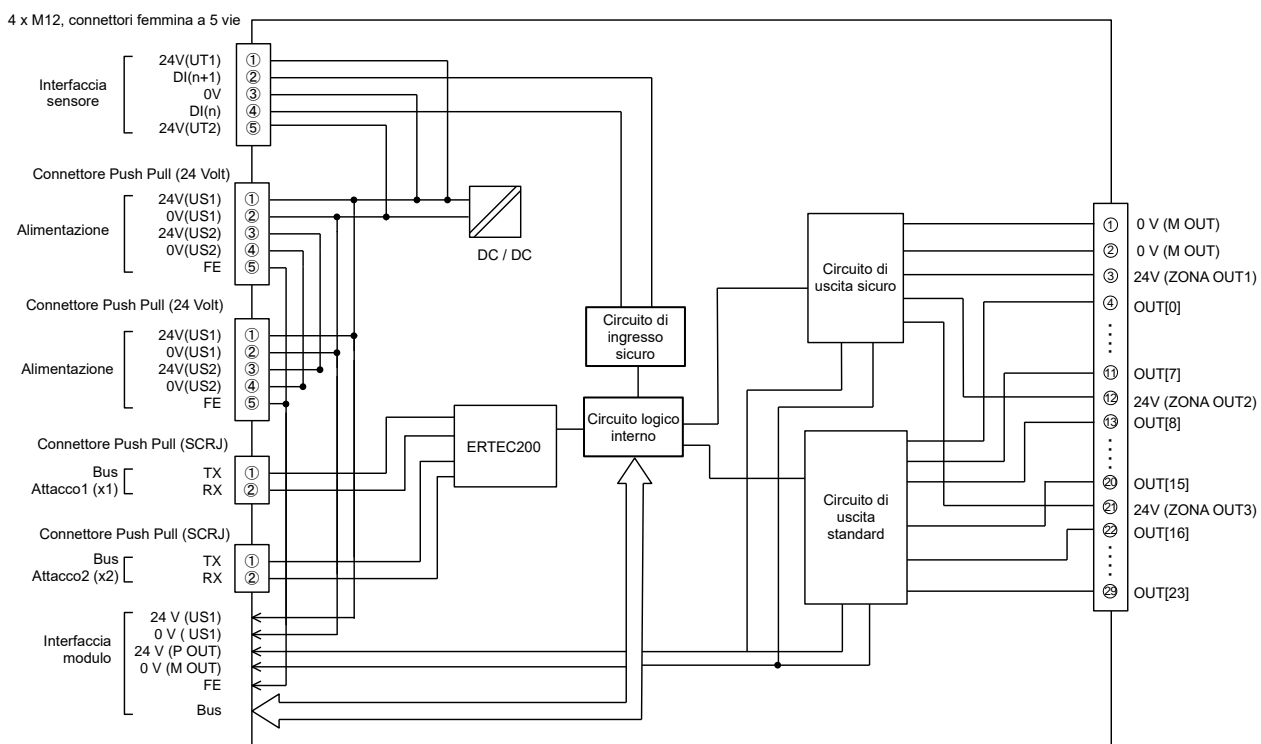 4 x M12, connettori femmina a 5 vie
Interfaccia
sensore
24V(UT1) ①
DI(n+1) ②
0V ③
DI(n) ④
24V(UT2) ⑤
Connettore Push Pull (24 Volt)
Alimentazione
24V(US1) ①
0V(US1) ②
24V(US2) ③
0V(US2) ④
FE ⑤
DC / DC
Connettore Push Pull (24 Volt)
Alimentazione
24V(US1) ①
0V(US1) ②
24V(US2) ③
0V(US2) ④
FE ⑤
Connettore Push Pull (SCRJ)
Bus
Attacco1 (x1)
TX ①
RX ②
Connettore Push Pull (SCRJ)
Bus
Attacco2 (x2)
TX ①
RX ②
Interfaccia
modulo
24 V (US1)
0 V ( US1)
24 V (P OUT)
0 V (M OUT)
FE
Bus
ERTEC200
Circuito di
ingresso
sicuro
Circuito logico
interno
Circuito di
uscita sicuro
Circuito di
uscita
standard
① 0 V (M OUT)
② 0 V (M OUT)
③ 24V (ZONA OUT1)
④ OUT[0]
⑪ OUT[7]
⑫ 24V (ZONA OUT2)
⑬ OUT[8]
⑳ OUT[15]
㉑ 24V (ZONA OUT3)
㉒ OUT[16]
㉙ OUT[23]